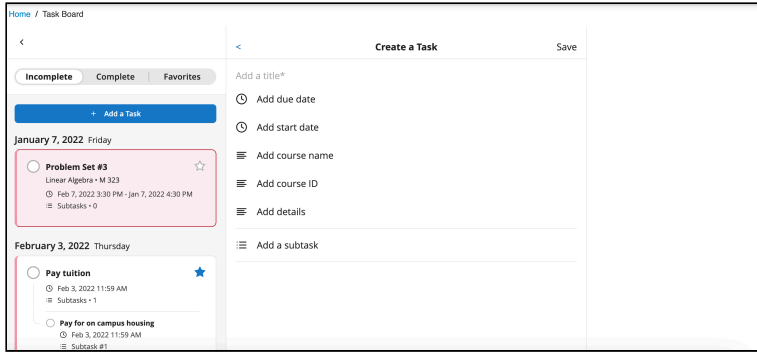 Home / Task Board
Incomplete Complete Favorites
+ Add a Task
January 7, 2022 Friday
Problem Set #3
Linear Algebra • M 323
Feb 7, 2022 3:30 PM - Jan 7, 2022 4:30 PM
Subtasks • 0
February 3, 2022 Thursday
Pay tuition
Feb 3, 2022 11:59 AM
Subtasks • 1
Pay for on campus housing
Feb 3, 2022 11:59 AM
Subtask #1
< Create a Task Save
Add a title*
Add due date
Add start date
Add course name
Add course ID
Add details
Add a subtask